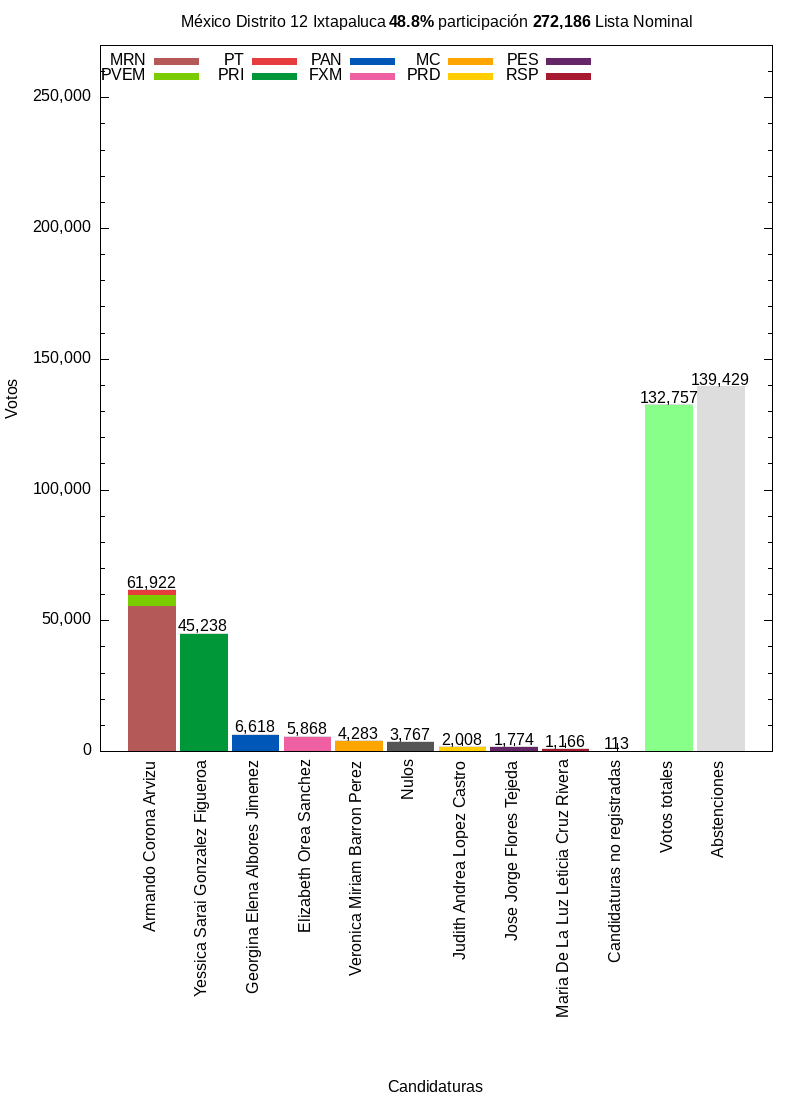 México Distrito 12 Ixtapaluca 48.8% participación 272,186 Lista Nominal
MRN PT PAN MC PES
PVEM PRI FXM PRD RSP
250,000
200,000
150,000
100,000
50,000
0
Votos
61,922
45,238
6,618
5,868
4,283
3,767
2,008
1,774
1,166
113
132,757
139,429
Armando Corona Arvizu
Yessica Sarai Gonzalez Figueroa
Georgina Elena Albores Jimenez
Elizabeth Orea Sanchez
Veronica Miriam Barron Perez
Nulos
Judith Andrea Lopez Castro
Jose Jorge Flores Tejeda
Maria De La Luz Leticia Cruz Rivera
Candidaturas no registradas
Votos totales
Abstenciones
Candidaturas